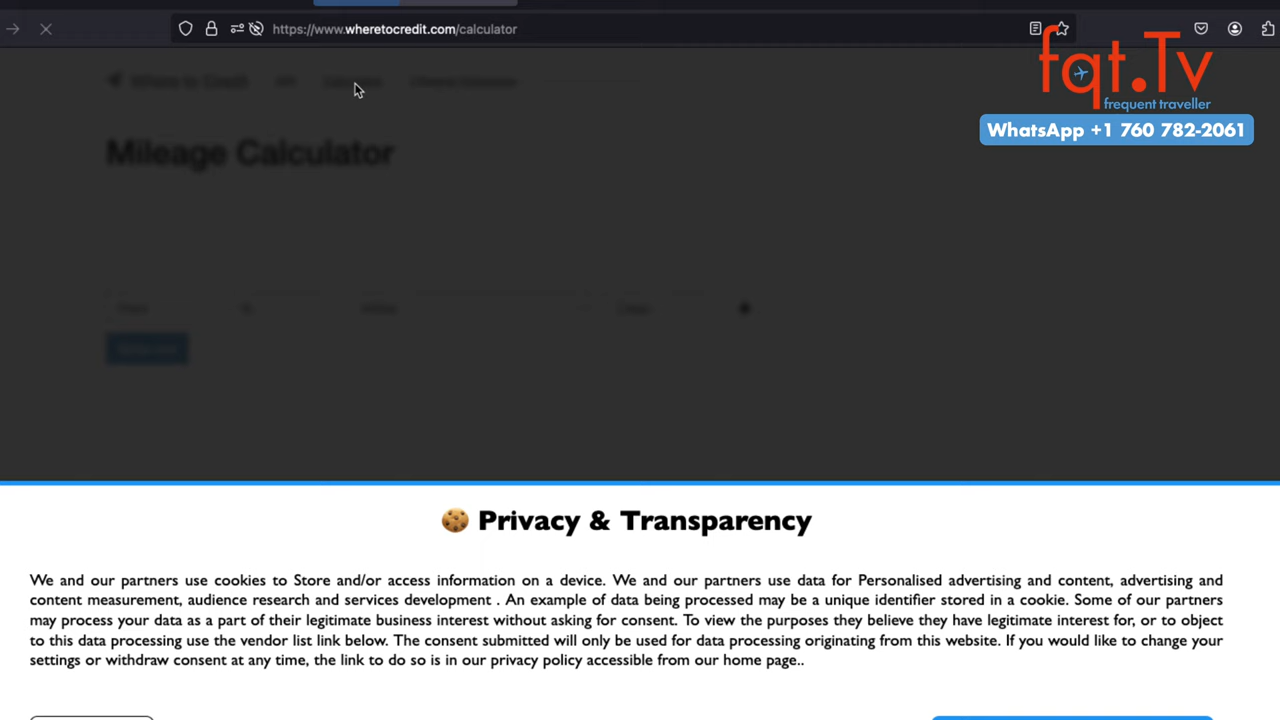 https://www.wheretocredit.com/calculator
fqt.Tv
frequent traveller
WhatsApp +1 760 782-2061
Where to Credit
Mileage Calculator
Privacy & Transparency
We and our partners use cookies to Store and/or access information on a device. We and our partners use data for Personalised advertising and content, advertising and
content measurement, audience research and services development . An example of data being processed may be a unique identifier stored in a cookie. Some of our partners
may process your data as a part of their legitimate business interest without asking for consent. To view the purposes they believe they have legitimate interest for, or to object
to this data processing use the vendor list link below. The consent submitted will only be used for data processing originating from this website. If you would like to change your
settings or withdraw consent at any time, the link to do so is in our privacy policy accessible from our home page..